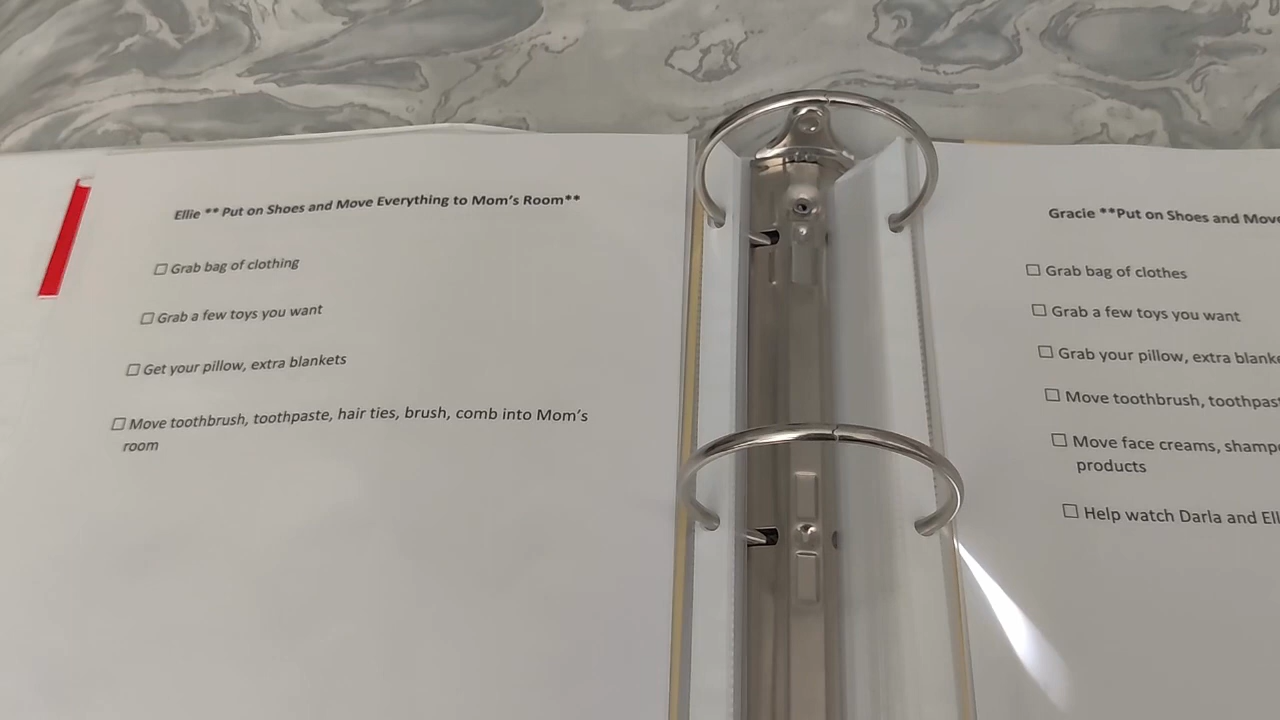 Ellie ** Put on Shoes and Move Everything to Mom's Room**
☐ Grab bag of clothing
☐ Grab a few toys you want
☐ Get your pillow, extra blankets
☐ Move toothbrush, toothpaste, hair ties, brush, comb into Mom's
room
Gracie **Put on Shoes and Move
☐ Grab bag of clothes
☐ Grab a few toys you want
☐ Grab your pillow, extra
☐ Move toothbrush,
☐ Move face creams,
products
☐ Help watch Darla and